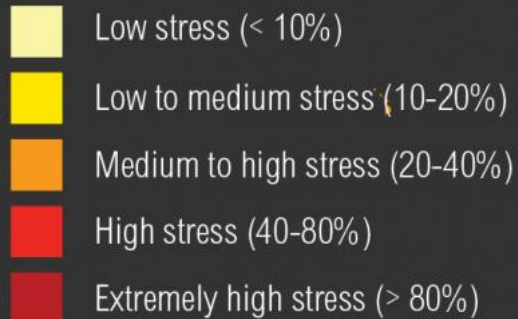 Low stress (< 10%)
Low to medium stress (10-20%)
Medium to high stress (20-40%)
High stress (40-80%)
Extremely high stress (> 80%)